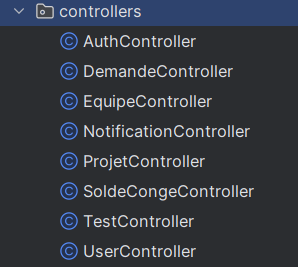 controllers
AuthController
DemandeController
EquipeController
NotificationController
ProjetController
SoldeCongeController
TestController
UserController